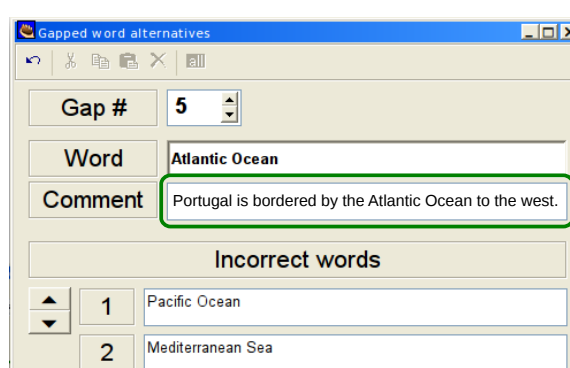 Gapped word alternatives
all
Gap # 5
Word Atlantic Ocean
Comment Portugal is bordered by the Atlantic Ocean to the west.
Incorrect words
1 Pacific Ocean
2 Mediterranean Sea